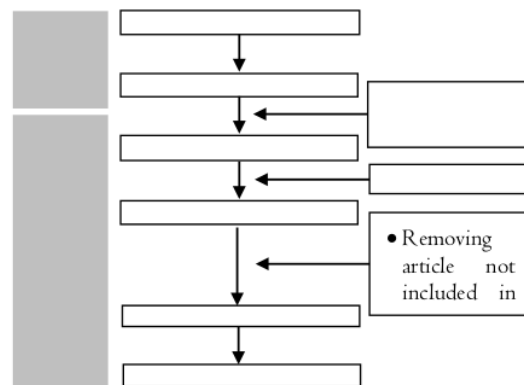 • Removing
article not
included in